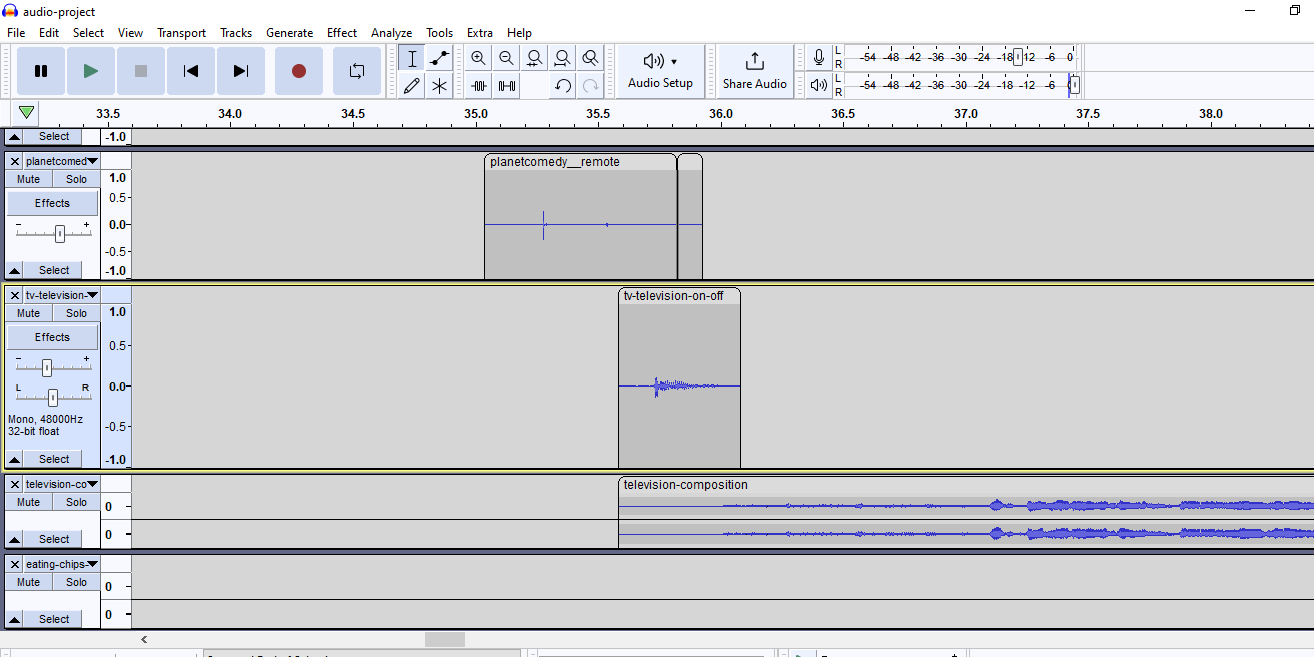 audio-project
File Edit Select View Transport Tracks Generate Effect Analyze Tools Extra Help
Audio Setup
Share Audio
L
R
-54 -48 -42 -36 -30 -24 -18 -12 -6 0
L
R
-54 -48 -42 -36 -30 -24 -18 -12 -6 0
33.5 34.0 34.5 35.0 35.5 36.0 36.5 37.0 37.5 38.0
Select -1.0
planetcomed
planetcomedy__remote
Mute Solo 1.0
0.5
Effects
- + 0.0
-0.5
Select -1.0
tv-television-
tv-television-on-off
Mute Solo 1.0
Effects
0.5
- +
L R 0.0
Mono, 48000Hz
-0.5
32-bit float
Select -1.0
television-co
television-composition
Mute Solo 0
Select 0
eating-chips-
Mute Solo 0
Select 0